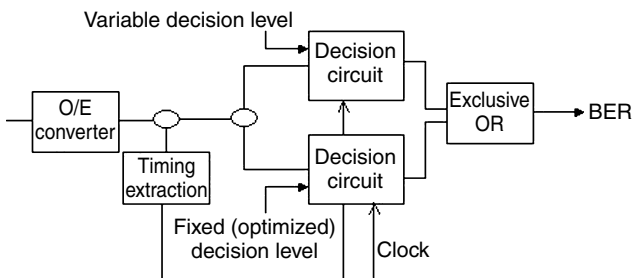 Variable decision level
Decision
circuit
O/E
converter
Exclusive
OR
BER
Timing
extraction
Decision
circuit
Fixed (optimized)
decision level
Clock